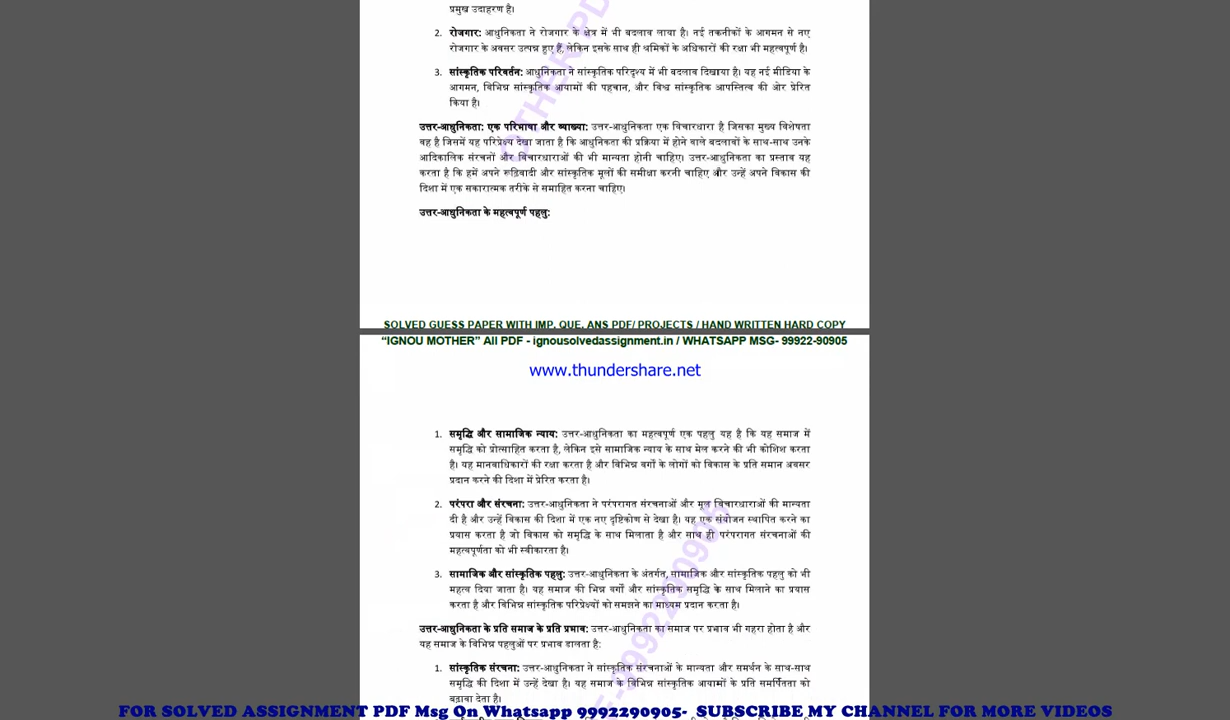 प्रमुख उदाहरण है।
2. रोजगार: आधुनिकता ने रोजगार के क्षेत्र में भी बदलाव लाया है। नई तकनीकों के आगमन से नए
रोजगार के अवसर उत्पन्न हुए हैं, लेकिन इसके साथ ही श्रमिकों के अधिकारों की रक्षा भी महत्वपूर्ण है।
3. सांस्कृतिक परिवर्तन: आधुनिकता ने सांस्कृतिक परिदृश्य में भी बदलाव दिखाया है। यह नई मीडिया के
आगमन, विभिन्न सांस्कृतिक आयामों की पहचान, और विश्व सांस्कृतिक आपस्तित्व की ओर प्रेरित
किया है।
उत्तर-आधुनिकता: एक परिभाषा और व्याख्या: उत्तर-आधुनिकता एक विचारधारा है जिसका मुख्य विशेषता
वह है जिसमें यह परिप्रेक्ष्य देखा जाता है कि आधुनिकता की प्रक्रिया में होने वाले बदलावों के साथ-साथ उनके
आदिकालिक संरचनों और विचारधाराओं की भी मान्यता होनी चाहिए। उत्तर-आधुनिकता का प्रस्ताव यह
करता है कि हमें अपने रूढ़िवादी और सांस्कृतिक मूलों की समीक्षा करनी चाहिए और उन्हें अपने विकास की
दिशा में एक सकारात्मक तरीके से समाहित करना चाहिए।
उत्तर-आधुनिकता के महत्वपूर्ण पहलु:
SOLVED GUESS PAPER WITH IMP. QUE. ANS PDF/ PROJECTS / HAND WRITTEN HARD COPY
“IGNOU MOTHER” All PDF - ignousolvedassignment.in / WHATSAPP MSG- 99922-90905
www.thundershare.net
1. समृद्धि और सामाजिक न्याय: उत्तर-आधुनिकता का महत्वपूर्ण एक पहलु यह है कि यह समाज में
समृद्धि को प्रोत्साहित करता है, लेकिन इसे सामाजिक न्याय के साथ मेल करने की भी कोशिश करता
है। यह मानवाधिकारों की रक्षा करता है और विभिन्न वर्गों के लोगों को विकास के प्रति समान अवसर
प्रदान करने की दिशा में प्रेरित करता है।
2. परंपरा और संरचना: उत्तर-आधुनिकता ने परंपरागत संरचनाओं और मूल विचारधाराओं की मान्यता
दी है और उन्हें विकास की दिशा में एक नए दृष्टिकोण से देखा है। यह एक संयोजन स्थापित करने का
प्रयास करता है जो विकास को समृद्धि के साथ मिलाता है और साथ ही परंपरागत संरचनाओं की
महत्वपूर्णता को भी स्वीकारता है।
3. सामाजिक और सांस्कृतिक पहलु: उत्तर-आधुनिकता के अंतर्गत, सामाजिक और सांस्कृतिक पहलु को भी
महत्व दिया जाता है। यह समाज की भिन्न वर्गों और सांस्कृतिक समृद्धि के साथ मिलाने का प्रयास
करता है और विभिन्न सांस्कृतिक परिप्रेक्ष्यों को समझने का माध्यम प्रदान करता है।
उत्तर-आधुनिकता के प्रति समाज के प्रति प्रभाव: उत्तर-आधुनिकता का समाज पर प्रभाव भी गहरा होता है और
यह समाज के विभिन्न पहलुओं पर प्रभाव डालता है:
1. सांस्कृतिक संरचना: उत्तर-आधुनिकता ने सांस्कृतिक संरचनाओं के मान्यता और समर्थन के साथ-साथ
समृद्धि की दिशा में उन्हें देखा है। यह समाज के विभिन्न सांस्कृतिक आयामों के प्रति समर्पितता को
बढ़ावा देता है।
FOR SOLVED ASSIGNMENT PDF Msg On Whatsapp 9992290905- SUBSCRIBE MY CHANNEL FOR MORE VIDEOS